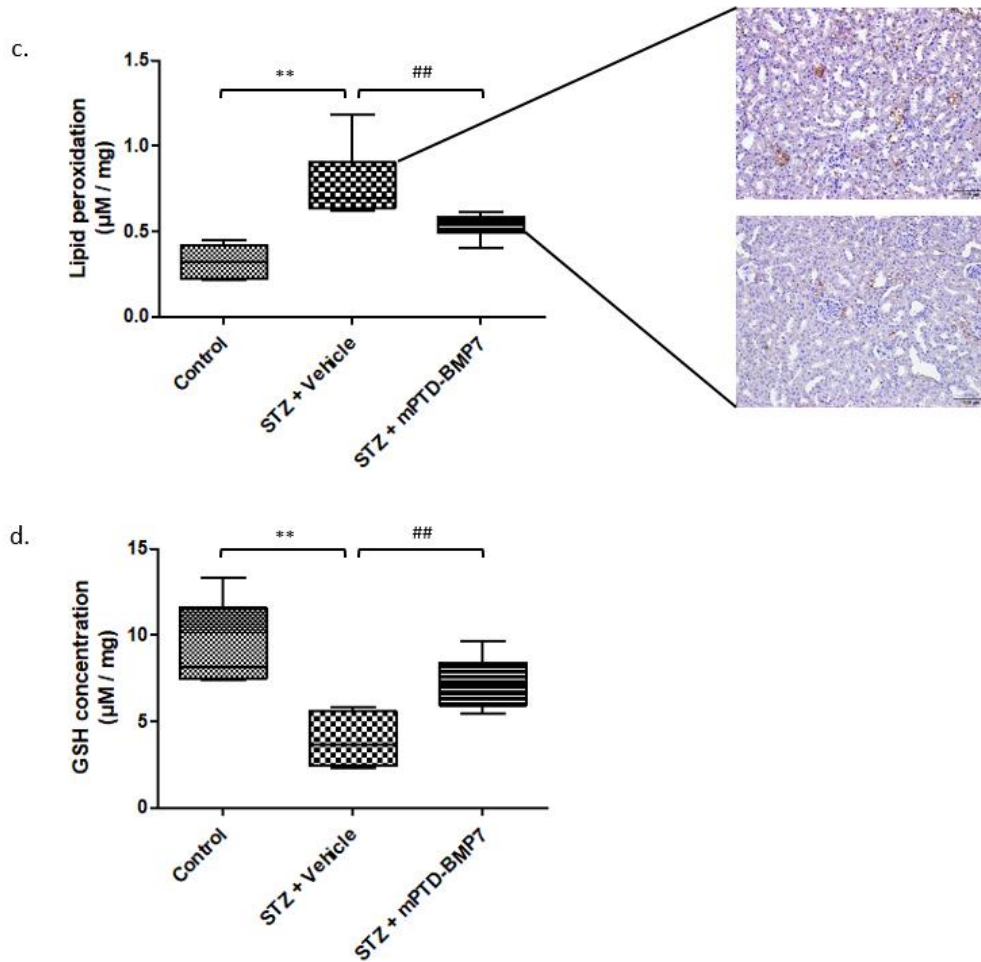 c.
Lipid peroxidation
(µM / mg)
1.5
1.0
0.5
0.0
**
##
Control
STZ + Vehicle
STZ + mPTD-BMP7
d.
GSH concentration
(µM / mg)
15
10
5
0
**
##
Control
STZ + Vehicle
STZ + mPTD-BMP7